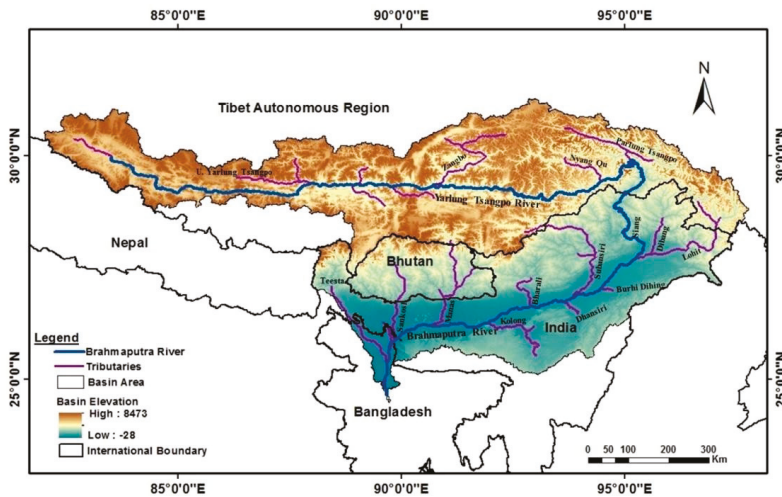 85°0'0"E 90°0'0"E 95°0'0"E
N
Tibet Autonomous Region
Parlung Tsangpo
Zangbo
Nyang Qu
30°0'0"N 30°0'0"N
U. Yarlung Tsangpo
Yarlung Tsangpo River
Siang
Dibang
Lohit
Nepal
Bhutan
Subansiri
Teesta
Bharali
Burhi Dihing
Sankosh
Manas
Dhansiri
Kolong
India
Brahmaputra River
Legend
Brahmaputra River
Tributaries
Basin Area
25°0'0"N 25°0'0"N
Basin Elevation
High : 8473
Low : -28
Bangladesh
International Boundary
0 50 100 200 300
Km
85°0'0"E 90°0'0"E 95°0'0"E